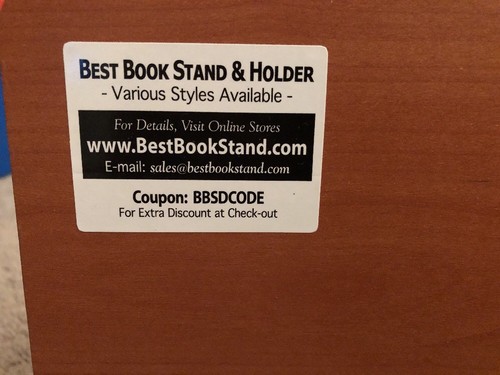 BEST BOOK STAND & HOLDER
- Various Styles Available -
For Details, Visit Online Stores
www.BestBookStand.com
E-mail: sales@bestbookstand.com
Coupon: BBSDCODE
For Extra Discount at Check-out